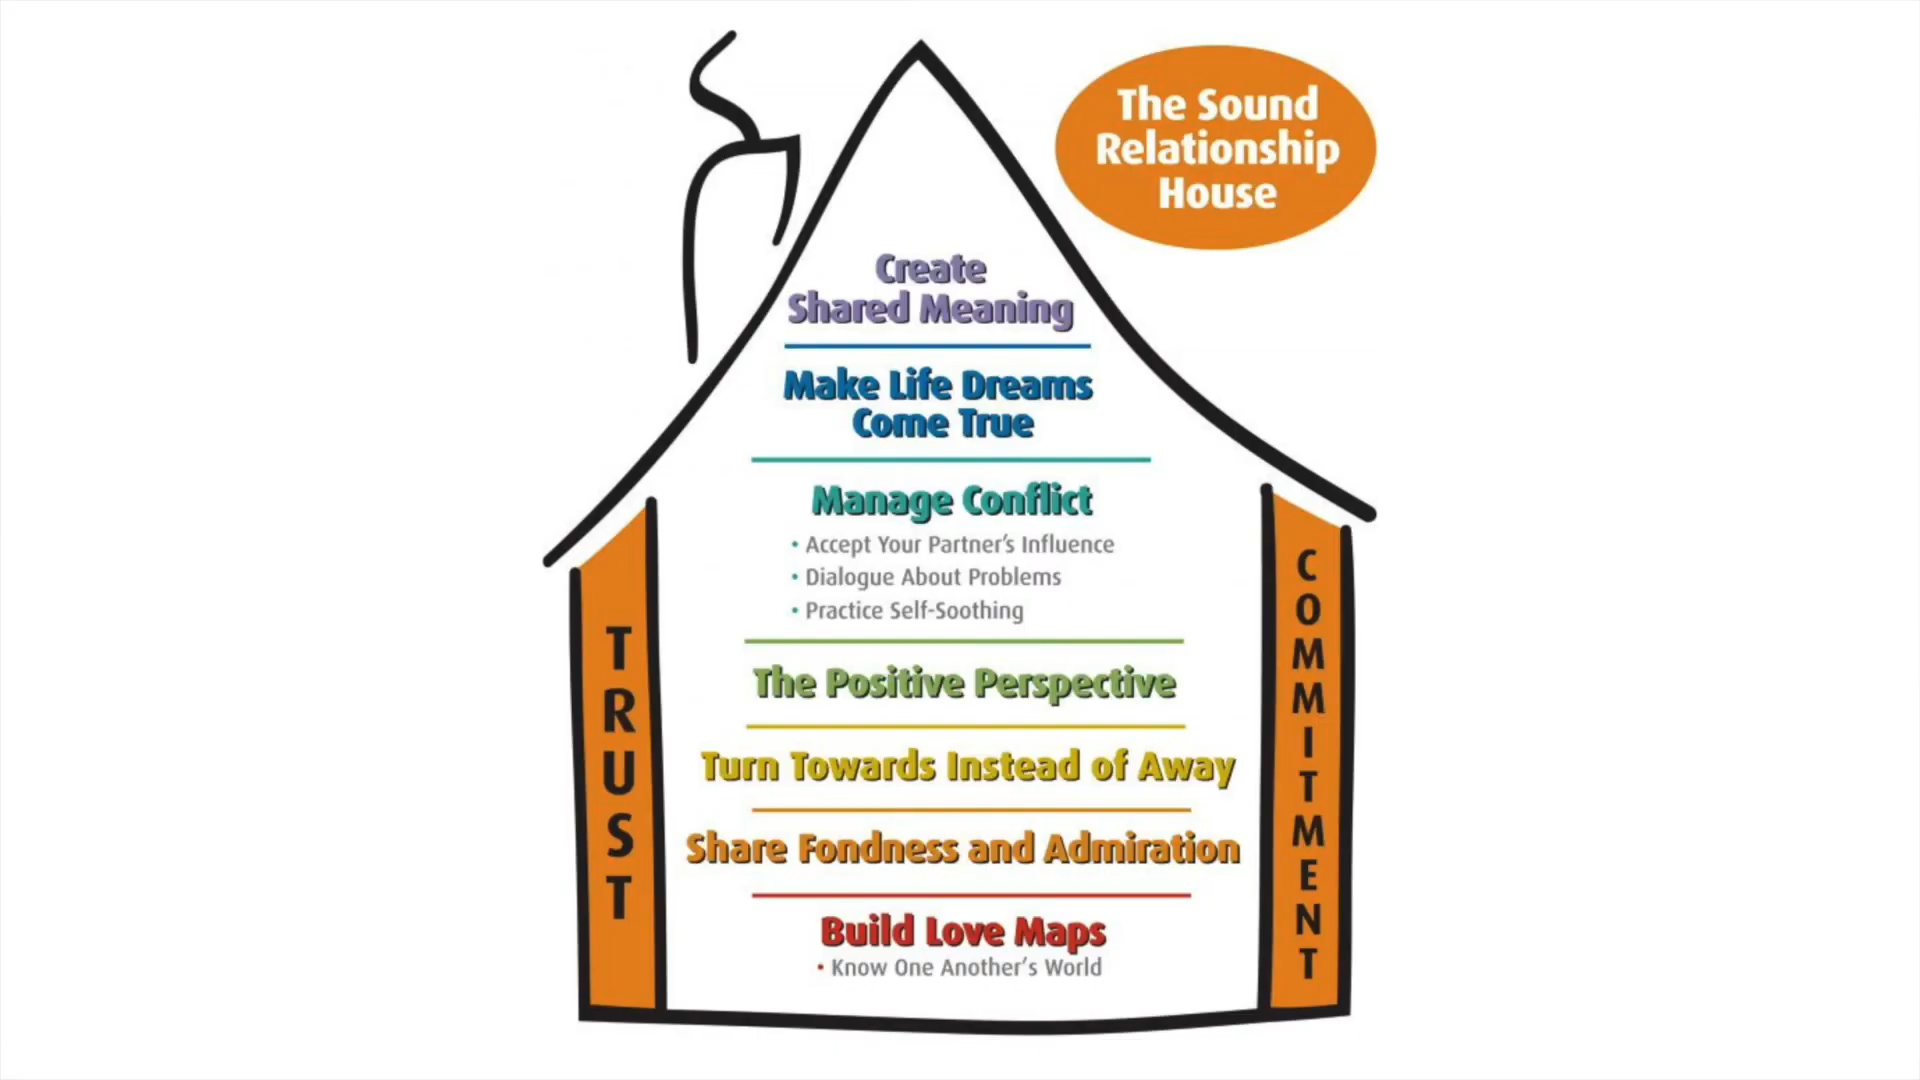 The Sound
Relationship
House
Create
Shared Meaning
Make Life Dreams
Come True
Manage Conflict
• Accept Your Partner's Influence
• Dialogue About Problems
• Practice Self-Soothing
The Positive Perspective
Turn Towards Instead of Away
Share Fondness and Admiration
Build Love Maps
• Know One Another's World
TRUST
COMMITMENT